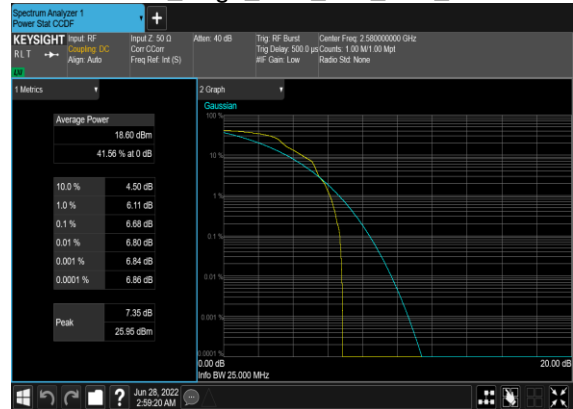 Spectrum Analyzer 1
Power Stat CCDF
+
KEYSIGHT
RLT
LW
Input: RF
Coupling: DC
Align: Auto
Input Z: 50 Ω
Corr CCorr
Freq Ref: Int (S)
Atten: 40 dB
Trig: RF Burst
Trig Delay: 500.0 µs
#IF Gain: Low
Center Freq: 2.580000000 GHz
Counts: 1.00 M/1.00 Mpt
Radio Std: None
1 Metrics
Average Power
18.60 dBm
41.56 % at 0 dB
10.0 % 4.50 dB
1.0 % 6.11 dB
0.1 % 6.68 dB
0.01 % 6.80 dB
0.001 % 6.84 dB
0.0001 % 6.86 dB
Peak
7.35 dB
25.95 dBm
2 Graph
Gaussian
100 %
10 %
1 %
0.1 %
0.01 %
0.001 %
0.0001 %
0.00 dB
20.00 dB
Info BW 25.000 MHz
?
Jun 28, 2022
2:59:20 AM